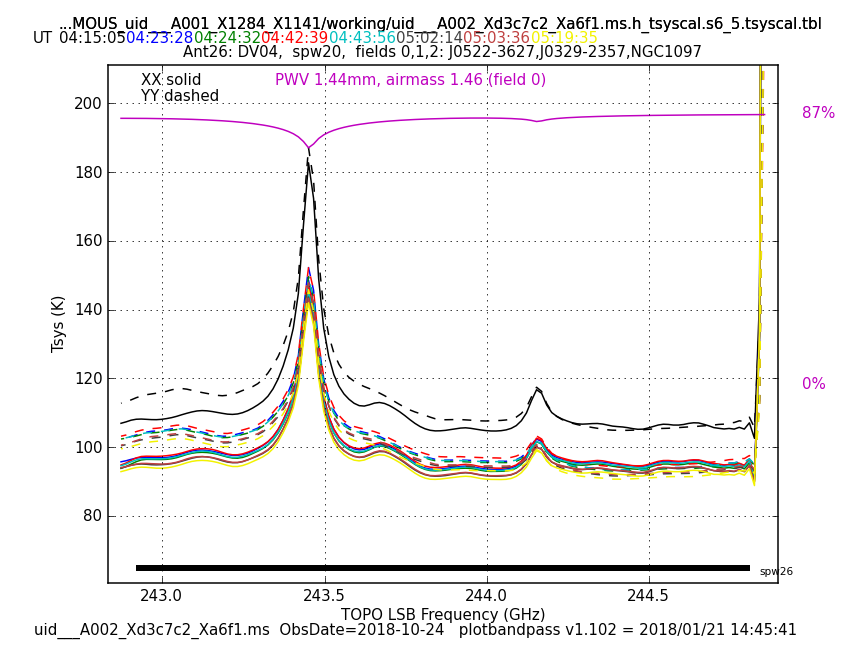 ...MOUS_uid___A001_X1284_X1141/working/uid___A002_Xd3c7c2_Xa6f1.ms.h_tsyscal.s6_5.tsyscal.tbl
UT 04:15:05 04:23:28 04:24:32 04:42:39 04:43:56 05:02:14 05:03:36 05:19:35
Ant26: DV04, spw20, fields 0,1,2: J0522-3627,J0329-2357,NGC1097
XX solid PWV 1.44mm, airmass 1.46 (field 0)
YY dashed
200
87%
180
160
140
Tsys (K)
120
0%
100
80
spw26
243.0 243.5 244.0 244.5
TOPO LSB Frequency (GHz)
uid___A002_Xd3c7c2_Xa6f1.ms ObsDate=2018-10-24 plotbandpass v1.102 = 2018/01/21 14:45:41